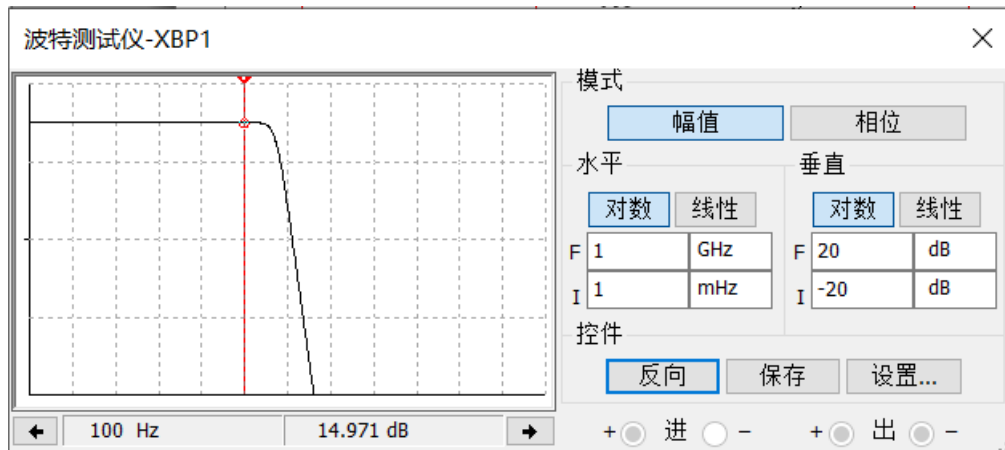 波特测试仪-XBP1
模式
幅值 相位
水平 垂直
对数 线性 对数 线性
F 1 GHz F 20 dB
I 1 mHz I -20 dB
控件
反向 保存 设置...
100 Hz 14.971 dB + 进 - + 出 -